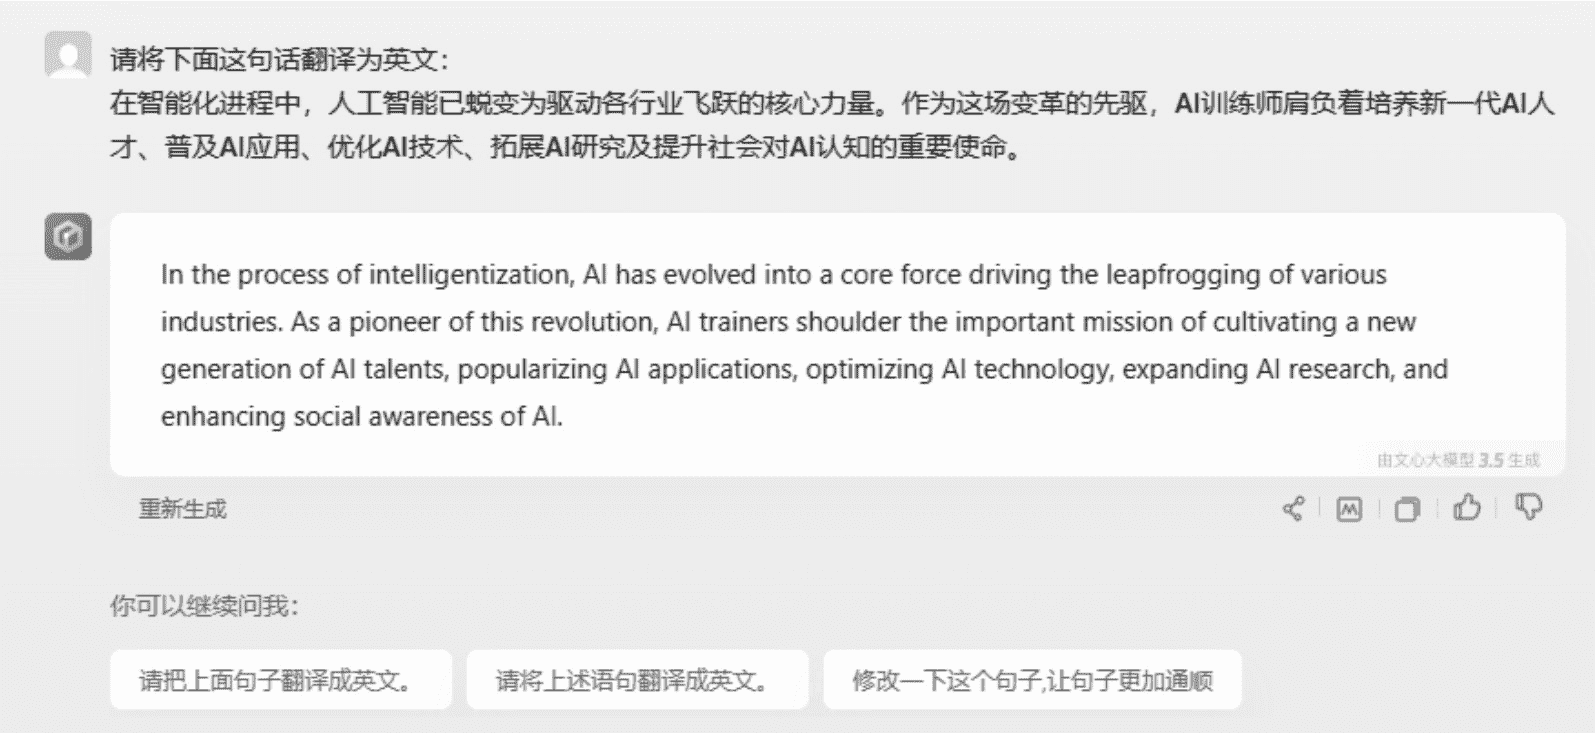 请将下面这句话翻译为英文：
在智能化进程中，人工智能已蜕变为驱动各行业飞跃的核心力量。作为这场变革的先驱，AI训练师肩负着培养新一代AI人
才、普及AI应用、优化AI技术、拓展AI研究及提升社会对AI认知的重要使命。
In the process of intelligentization, AI has evolved into a core force driving the leapfrogging of various
industries. As a pioneer of this revolution, AI trainers shoulder the important mission of cultivating a new
generation of AI talents, popularizing AI applications, optimizing AI technology, expanding AI research, and
enhancing social awareness of AI.
由文心大模型 3.5 生成
重新生成
你可以继续问我：
请把上面句子翻译成英文。
请将上述语句翻译成英文。
修改一下这个句子,让句子更加通顺